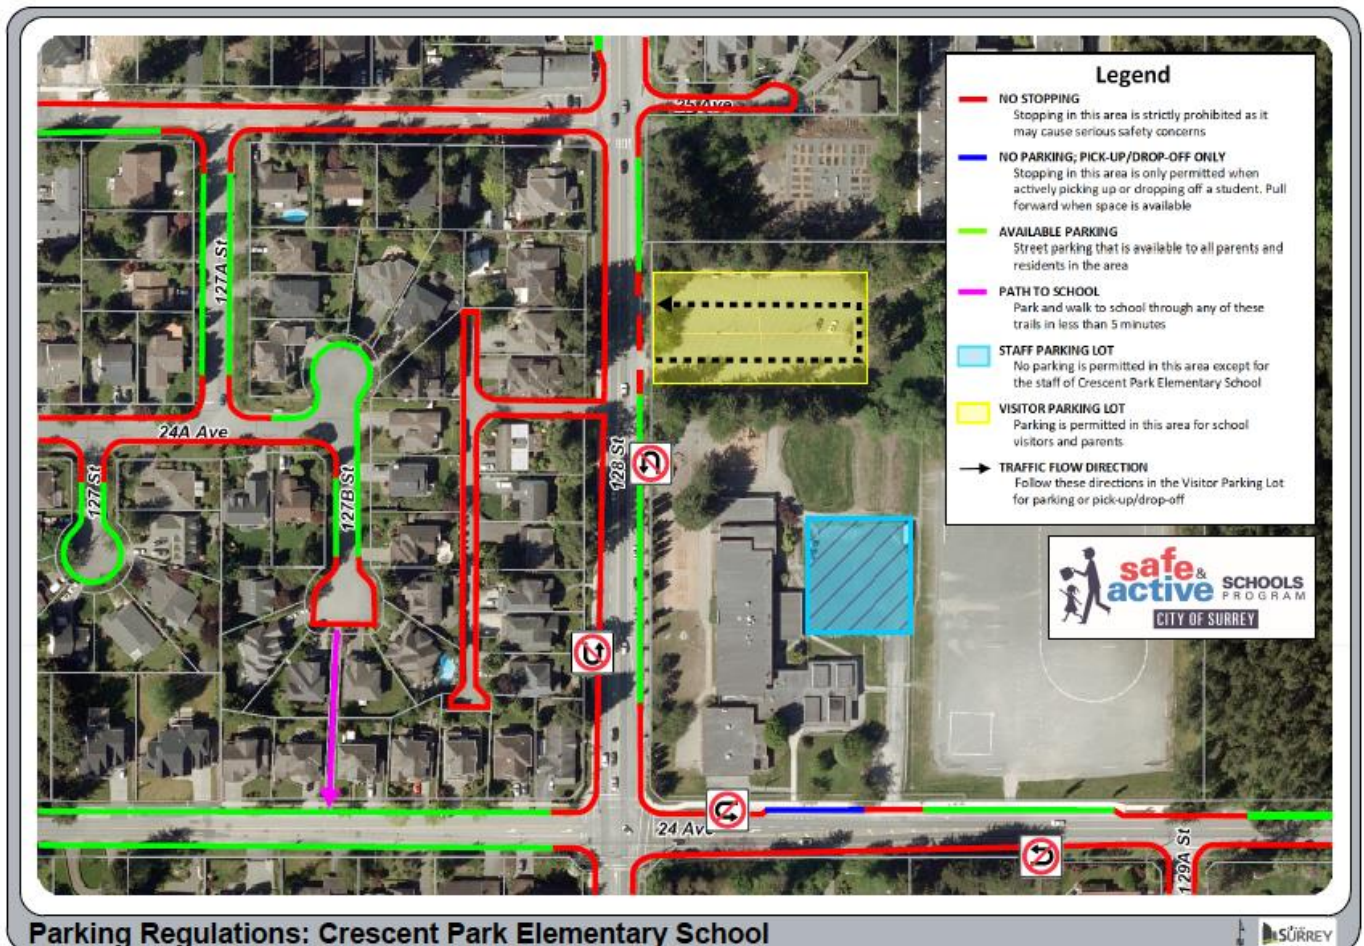 25 Ave
127A St
24A Ave
127 St
127B St
128 St
24 Ave
129A St
Legend
NO STOPPING
Stopping in this area is strictly prohibited as it
may cause serious safety concerns
NO PARKING; PICK-UP/DROP-OFF ONLY
Stopping in this area is only permitted when
actively picking up or dropping off a student. Pull
forward when space is available
AVAILABLE PARKING
Street parking that is available to all parents and
residents in the area
PATH TO SCHOOL
Park and walk to school through any of these
trails in less than 5 minutes
STAFF PARKING LOT
No parking is permitted in this area except for
the staff of Crescent Park Elementary School
VISITOR PARKING LOT
Parking is permitted in this area for school
visitors and parents
TRAFFIC FLOW DIRECTION
Follow these directions in the Visitor Parking Lot
for parking or pick-up/drop-off
safe &
active SCHOOLS
PROGRAM
CITY OF SURREY
Parking Regulations: Crescent Park Elementary School
SURREY